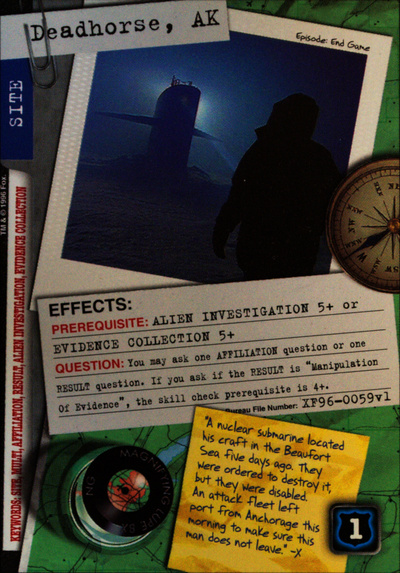 Deadhorse, AK
Episode: End Game
SITE
TM & © 1996 Fox.
KEYWORDS: SITE, MULTI, AFFILIATION, RESULT, ALIEN INVESTIGATION, EVIDENCE COLLECTION
EFFECTS:
PREREQUISITE: ALIEN INVESTIGATION 5+ or
EVIDENCE COLLECTION 5+
QUESTION: You may ask one AFFILIATION question or one
RESULT question. If you ask if the RESULT is "Manipulation
Of Evidence", the skill check prerequisite is 4+.
Bureau File Number: XF96-0059v1
"A nuclear submarine located
his craft in the Beaufort
Sea five days ago. They
were ordered to destroy it,
but they were disabled.
An attack fleet left
port from Anchorage this
morning to make sure this
man does not leave." -X
MAGNIFYING LUPE
1